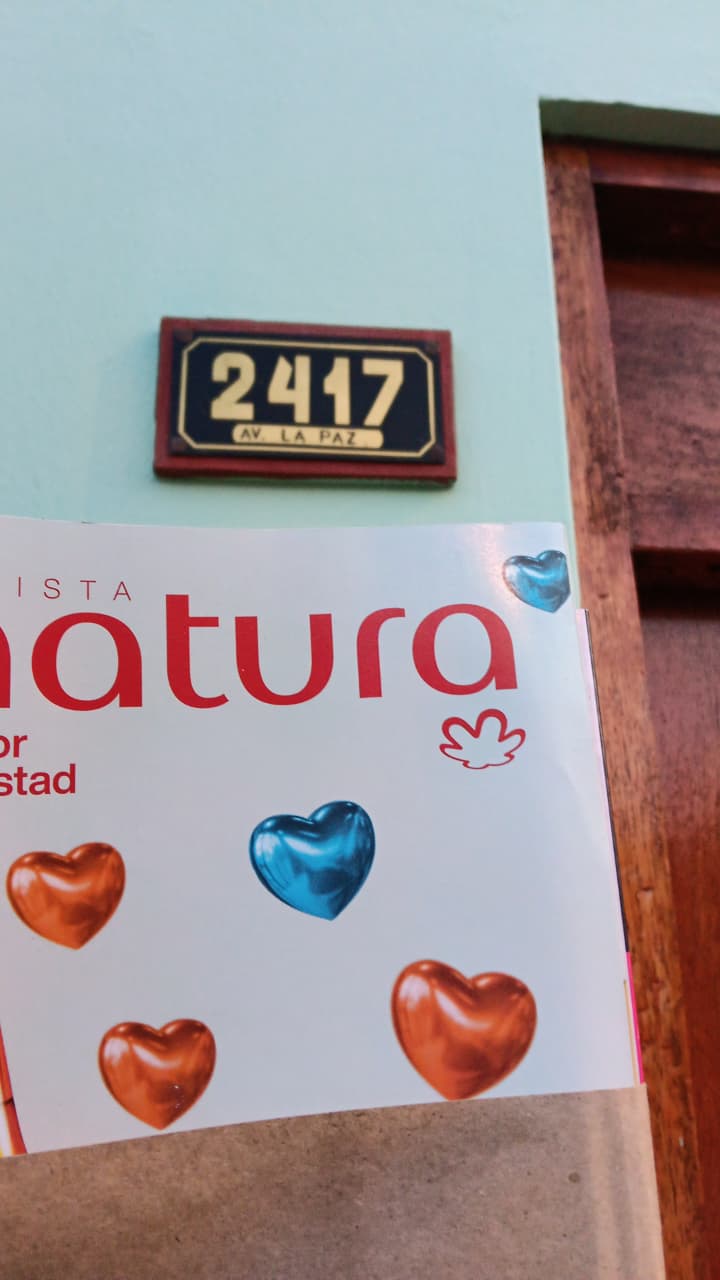 2417
AV. LA PAZ.
ISTA
natura
or
stad